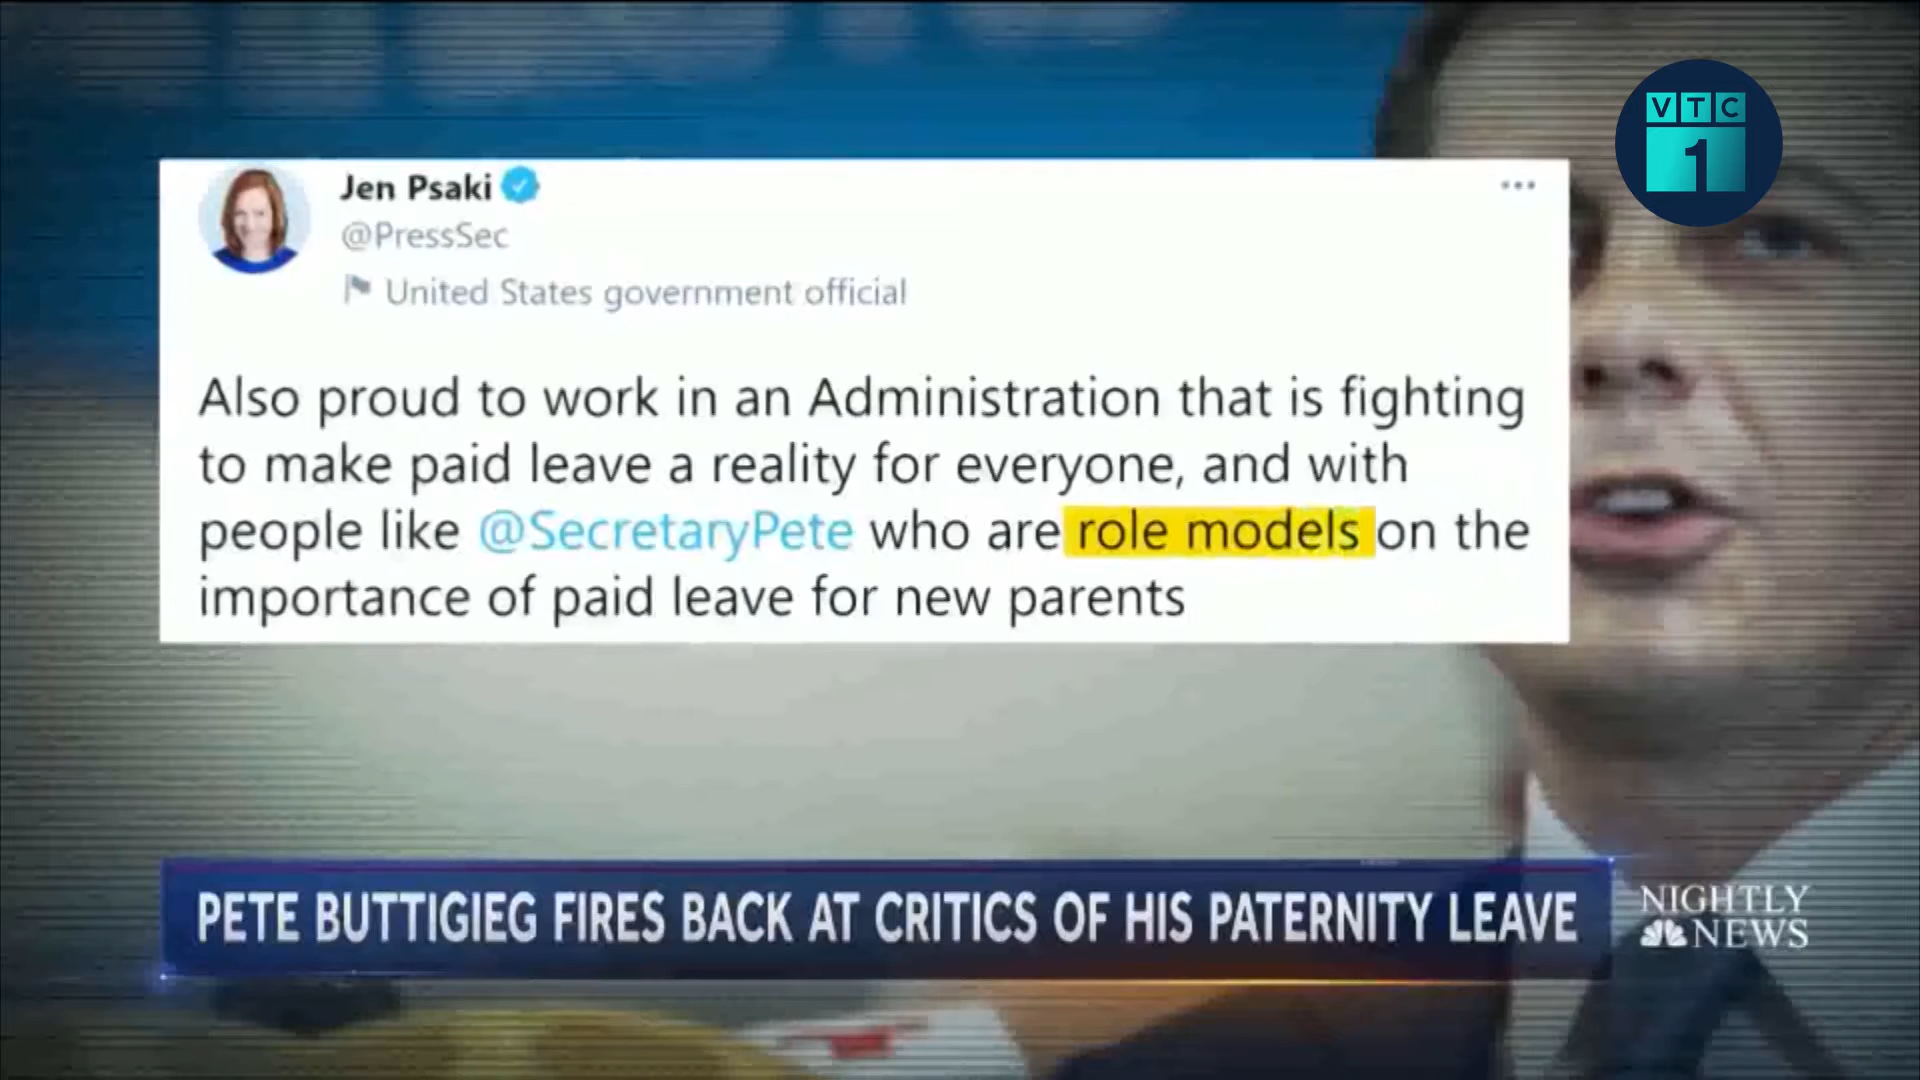 VTC
1
Jen Psaki
@PressSec
United States government official
Also proud to work in an Administration that is fighting
to make paid leave a reality for everyone, and with
people like @SecretaryPete who are role models on the
importance of paid leave for new parents
PETE BUTTIGIEG FIRES BACK AT CRITICS OF HIS PATERNITY LEAVE
NIGHTLY
NEWS